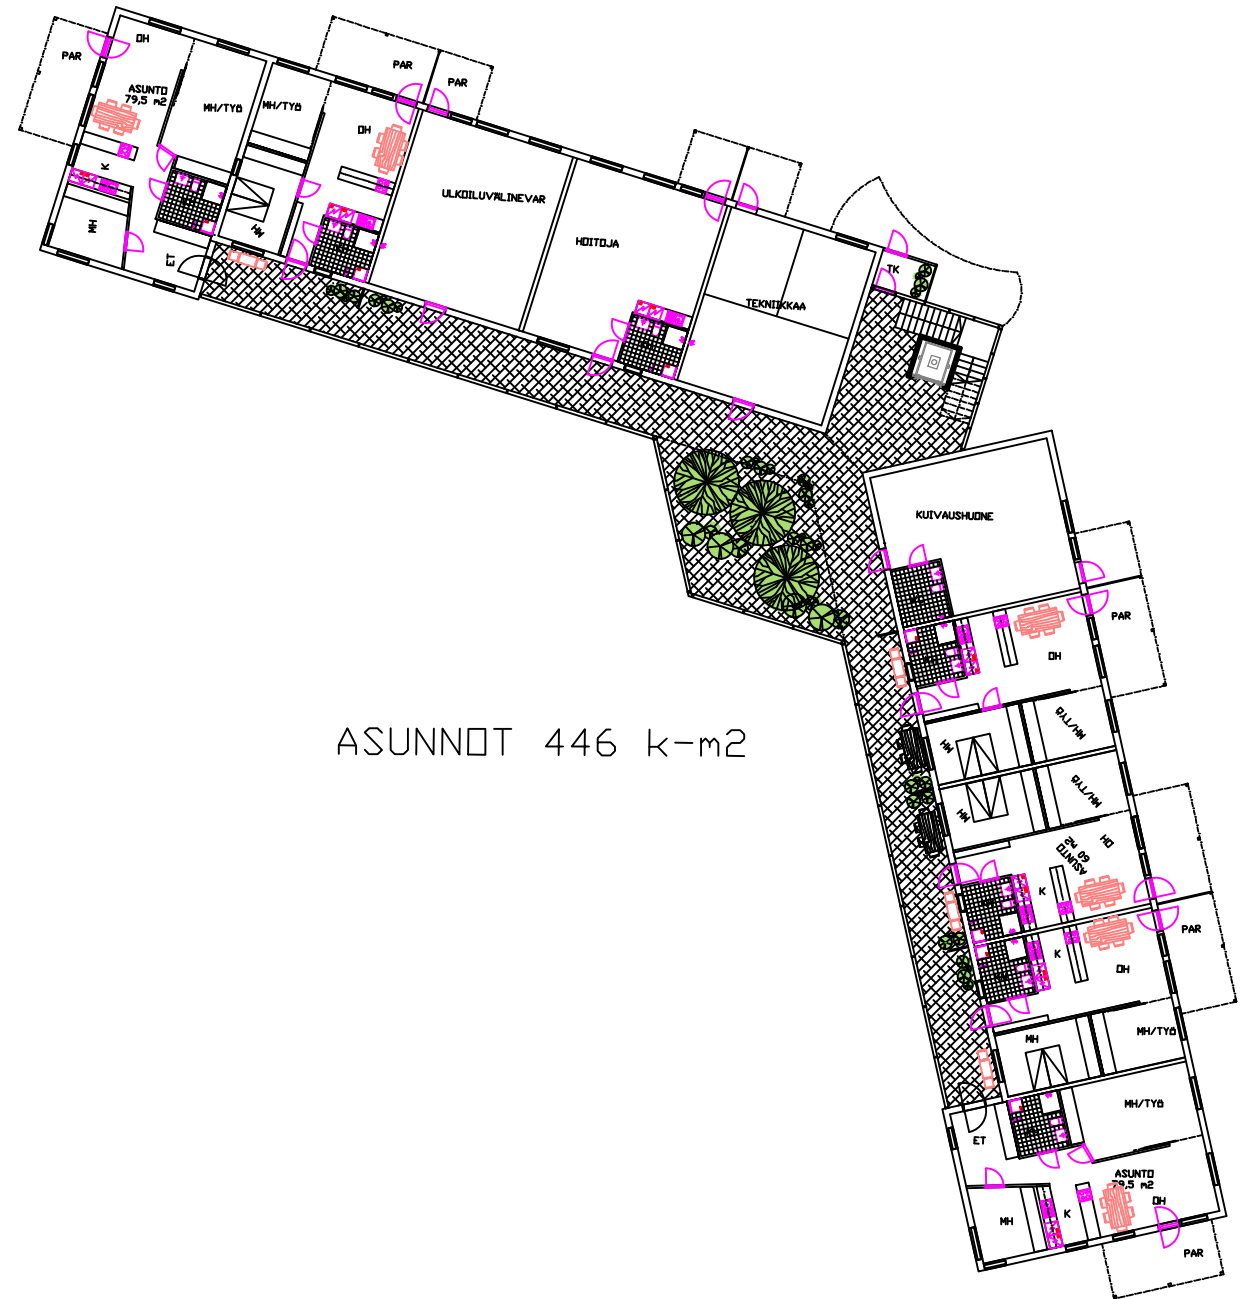 OH
PAR
ASUNTO
79,5 m2
MH/TYÖ
K
MH
ET
MH/TYÖ
OH
MH
PAR
PAR
ULKOILUVÄLINEVAR
HOITOJA
TEKNIIKKAA
TK
KUIVAUSHUONE
PAR
OH
MH/TYÖ
MH
MH/TYÖ
MH
ASUNNOT 446 k-m2
OH
ASUNTO
60 m2
K
PAR
K
OH
MH
MH/TYÖ
MH/TYÖ
ET
ASUNTO
79,5 m2
OH
K
MH
PAR